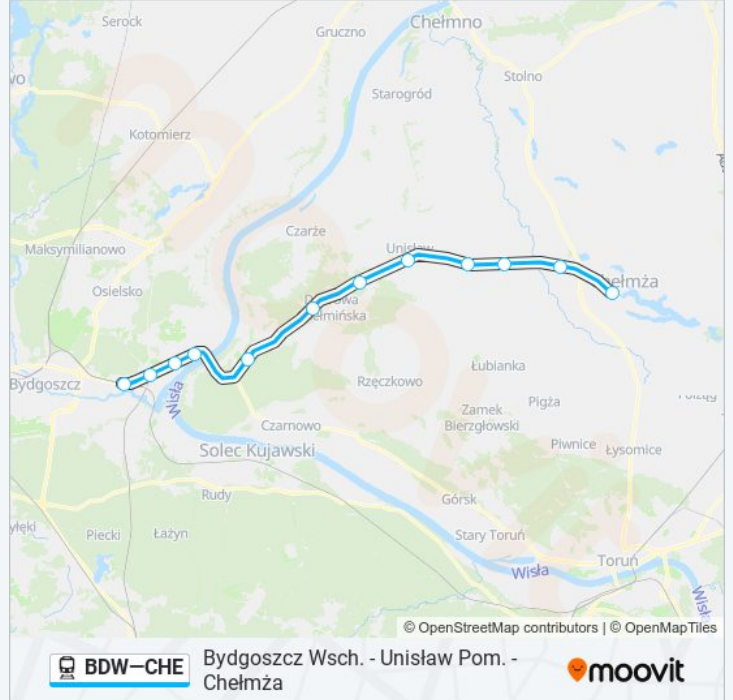 Serock
Chełmno
Gruczno
Stolno
Starogród
Kotomierz
Czarże
Maksymilianowo
Unisław
Osielsko
Chełmża
Dąbrowa
Chełmińska
Bydgoszcz
Rzęczkowo
Łubianka
Wisła
Zamek
Bierzgłowski
Pigża
Czarnowo
Piwnice
Łysomice
Solec Kujawski
Rudy
Górsk
Piecki
Łażyn
Stary Toruń
Toruń
Wisła
Wisła
© OpenStreetMap contributors | © OpenMapTiles
BDW—CHE
Bydgoszcz Wsch. - Unisław Pom. -
Chełmża
moovit